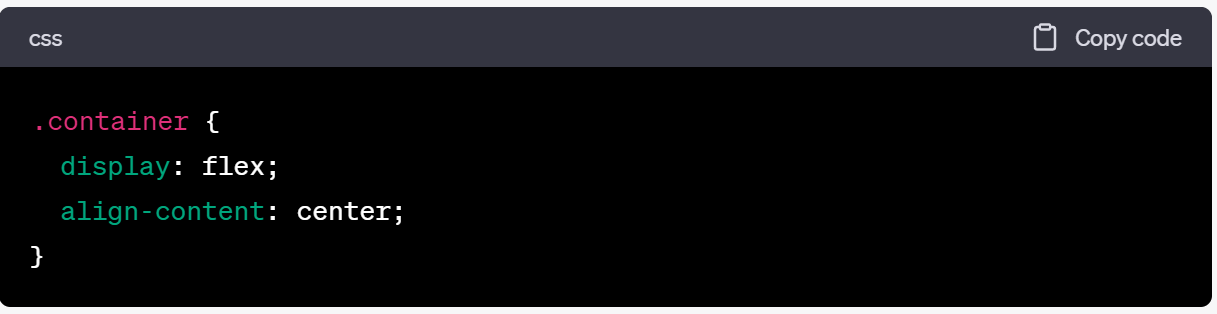 css
Copy code
.container {
  display: flex;
  align-content: center;
}